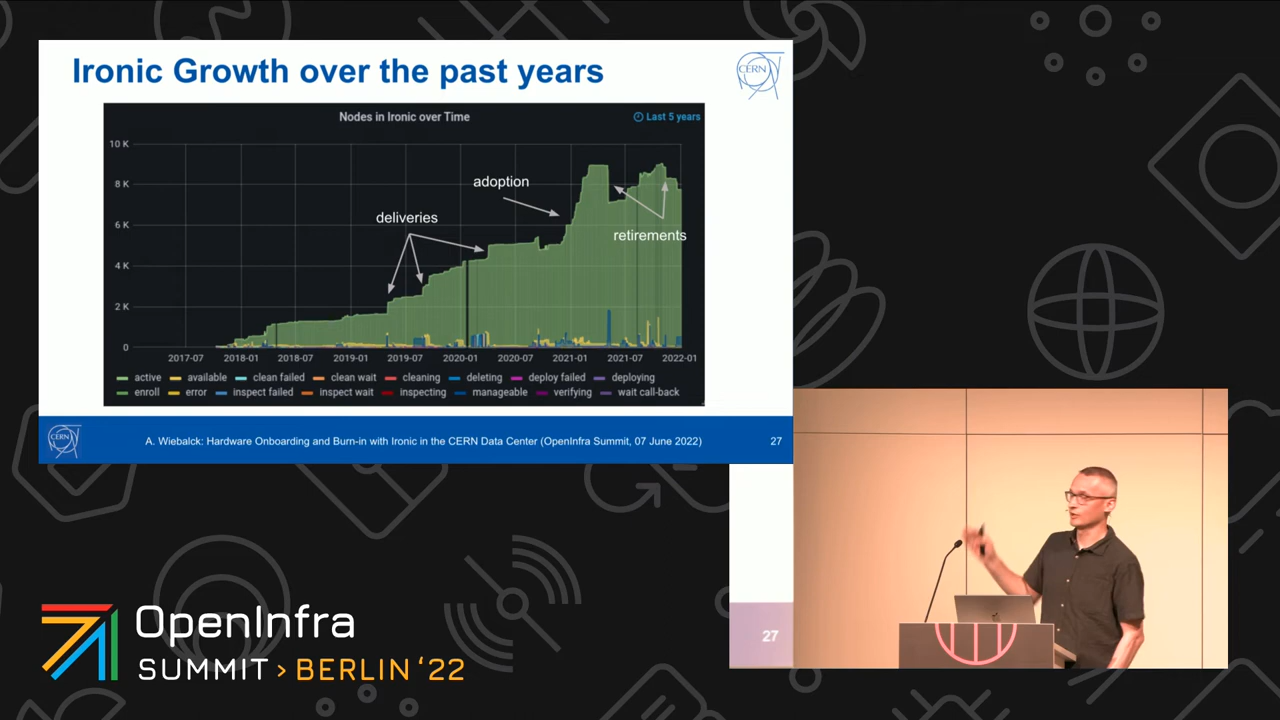 Ironic Growth over the past years
CERN
Nodes in Ironic over Time
Last 5 years
10 K
8 K
6 K
4 K
2 K
0
adoption
deliveries
retirements
2017-07 2018-01 2018-07 2019-01 2019-07 2020-01 2020-07 2021-01 2021-07 2022-01
active available clean failed clean wait cleaning deleting deploy failed deploying
enroll error inspect failed inspect wait inspecting manageable verifying wait call-back
CERN
A. Wiebalck: Hardware Onboarding and Burn-in with Ironic in the CERN Data Center (OpenInfra Summit, 07 June 2022)
27
27
OpenInfra
SUMMIT > BERLIN ‘22